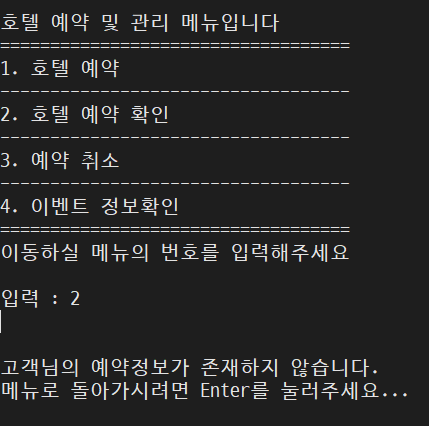 호텔 예약 및 관리 메뉴입니다
===================================
1. 호텔 예약
-----------------------------------
2. 호텔 예약 확인
-----------------------------------
3. 예약 취소
-----------------------------------
4. 이벤트 정보확인
===================================
이동하실 메뉴의 번호를 입력해주세요
입력 : 2
고객님의 예약정보가 존재하지 않습니다.
메뉴로 돌아가시려면 Enter를 눌러주세요...